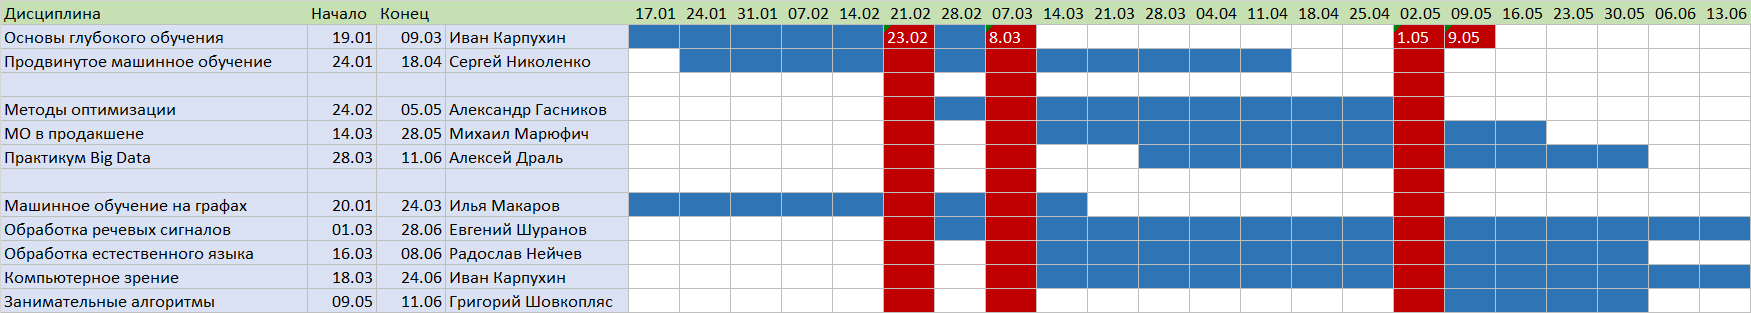 Дисциплина Начало Конец 17.01 24.01 31.01 07.02 14.02 21.02 28.02 07.03 14.03 21.03 28.03 04.04 11.04 18.04 25.04 02.05 09.05 16.05 23.05 30.05 06.06 13.06
Основы глубокого обучения 19.01 09.03 Иван Карпухин 23.02 8.03 1.05 9.05
Продвинутое машинное обучение 24.01 18.04 Сергей Николенко
Методы оптимизации 24.02 05.05 Александр Гасников
МО в продакшене 14.03 28.05 Михаил Марюфич
Практикум Big Data 28.03 11.06 Алексей Драль
Машинное обучение на графах 20.01 24.03 Илья Макаров
Обработка речевых сигналов 01.03 28.06 Евгений Шуранов
Обработка естественного языка 16.03 08.06 Радослав Нейчев
Компьютерное зрение 18.03 24.06 Иван Карпухин
Занимательные алгоритмы 09.05 11.06 Григорий Шовкопляс